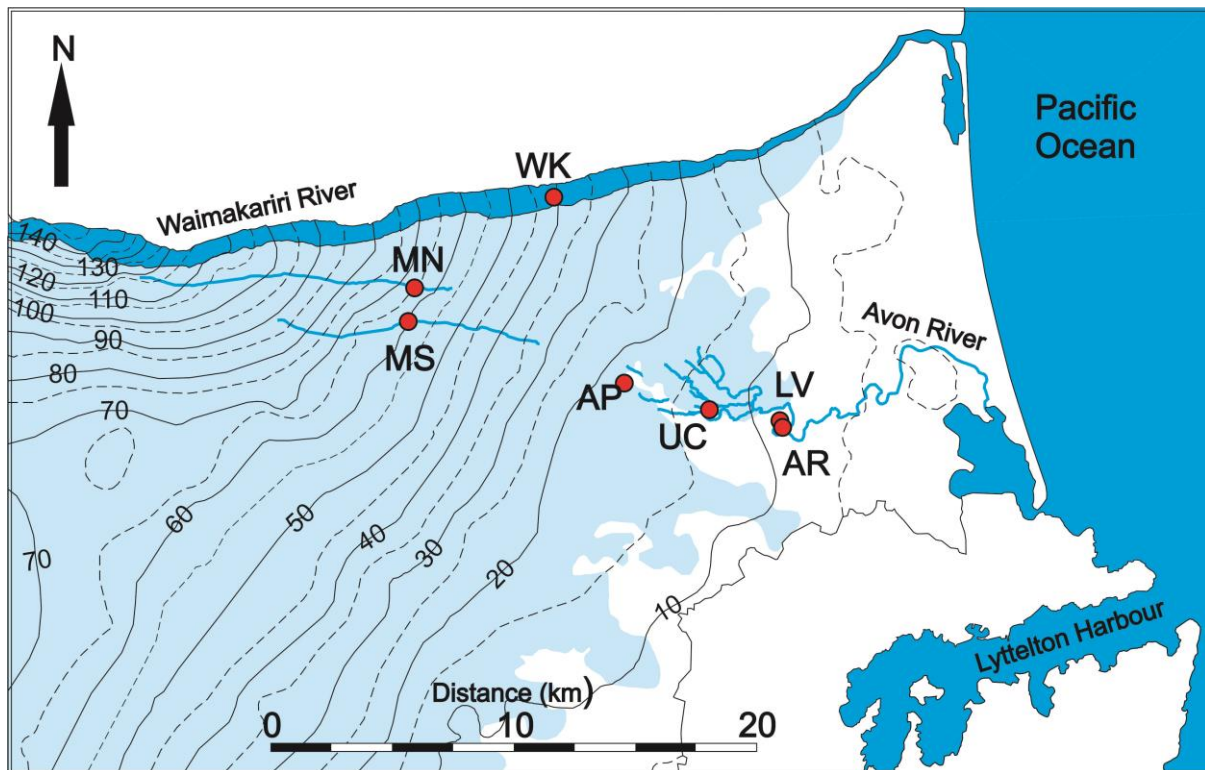 N
Pacific
Ocean
WK
Waimakariri River
140
130
MN
120
110
100
90
Avon River
MS
80
LV
70
AP
UC
AR
60
50
40
30
70
20
10
Lyttelton Harbour
Distance (km)
0
10
20